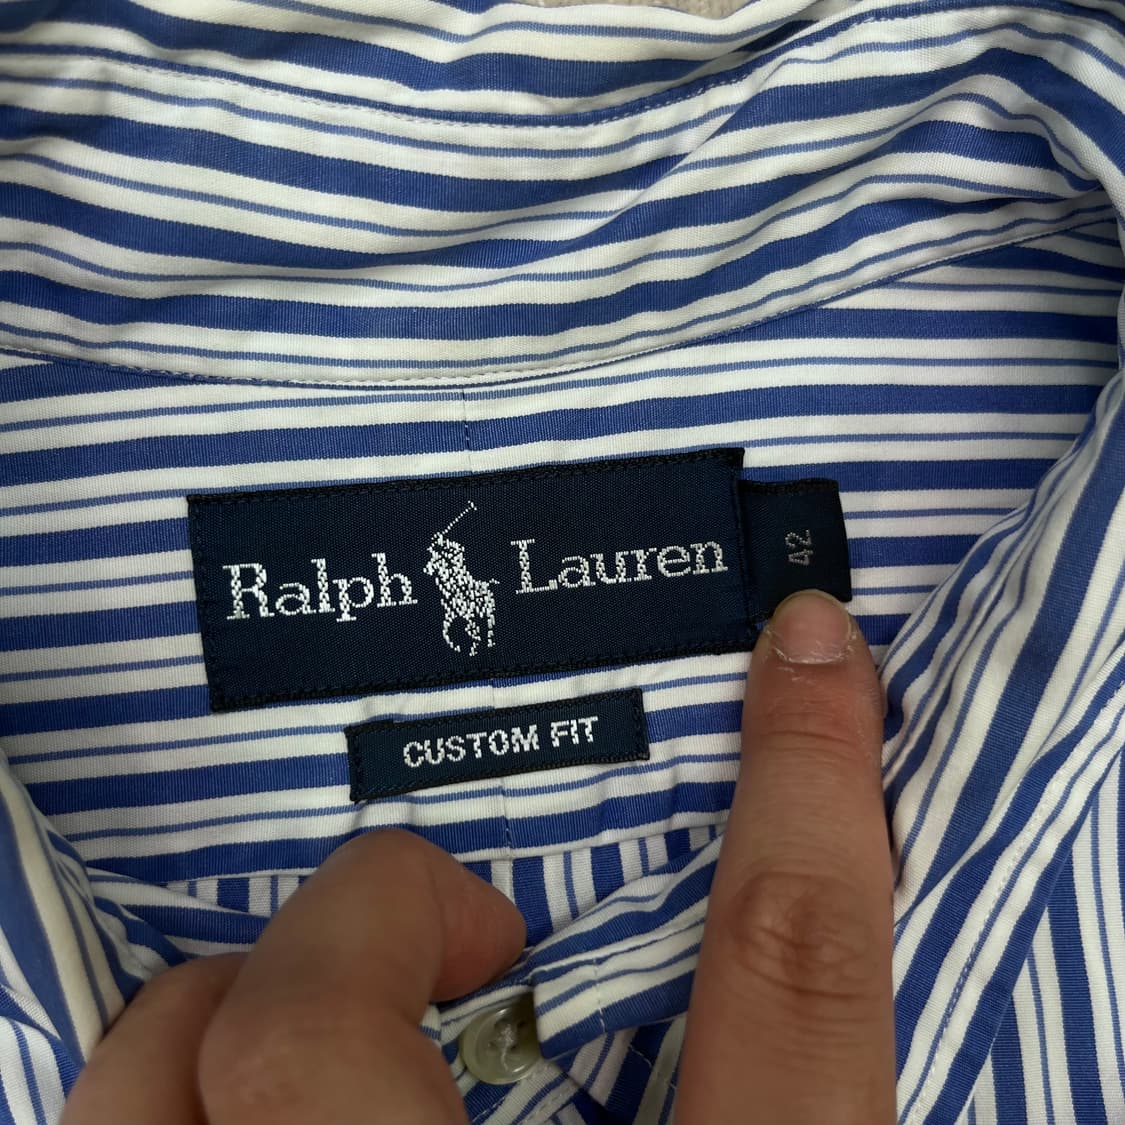 Ralph Lauren
42
CUSTOM FIT